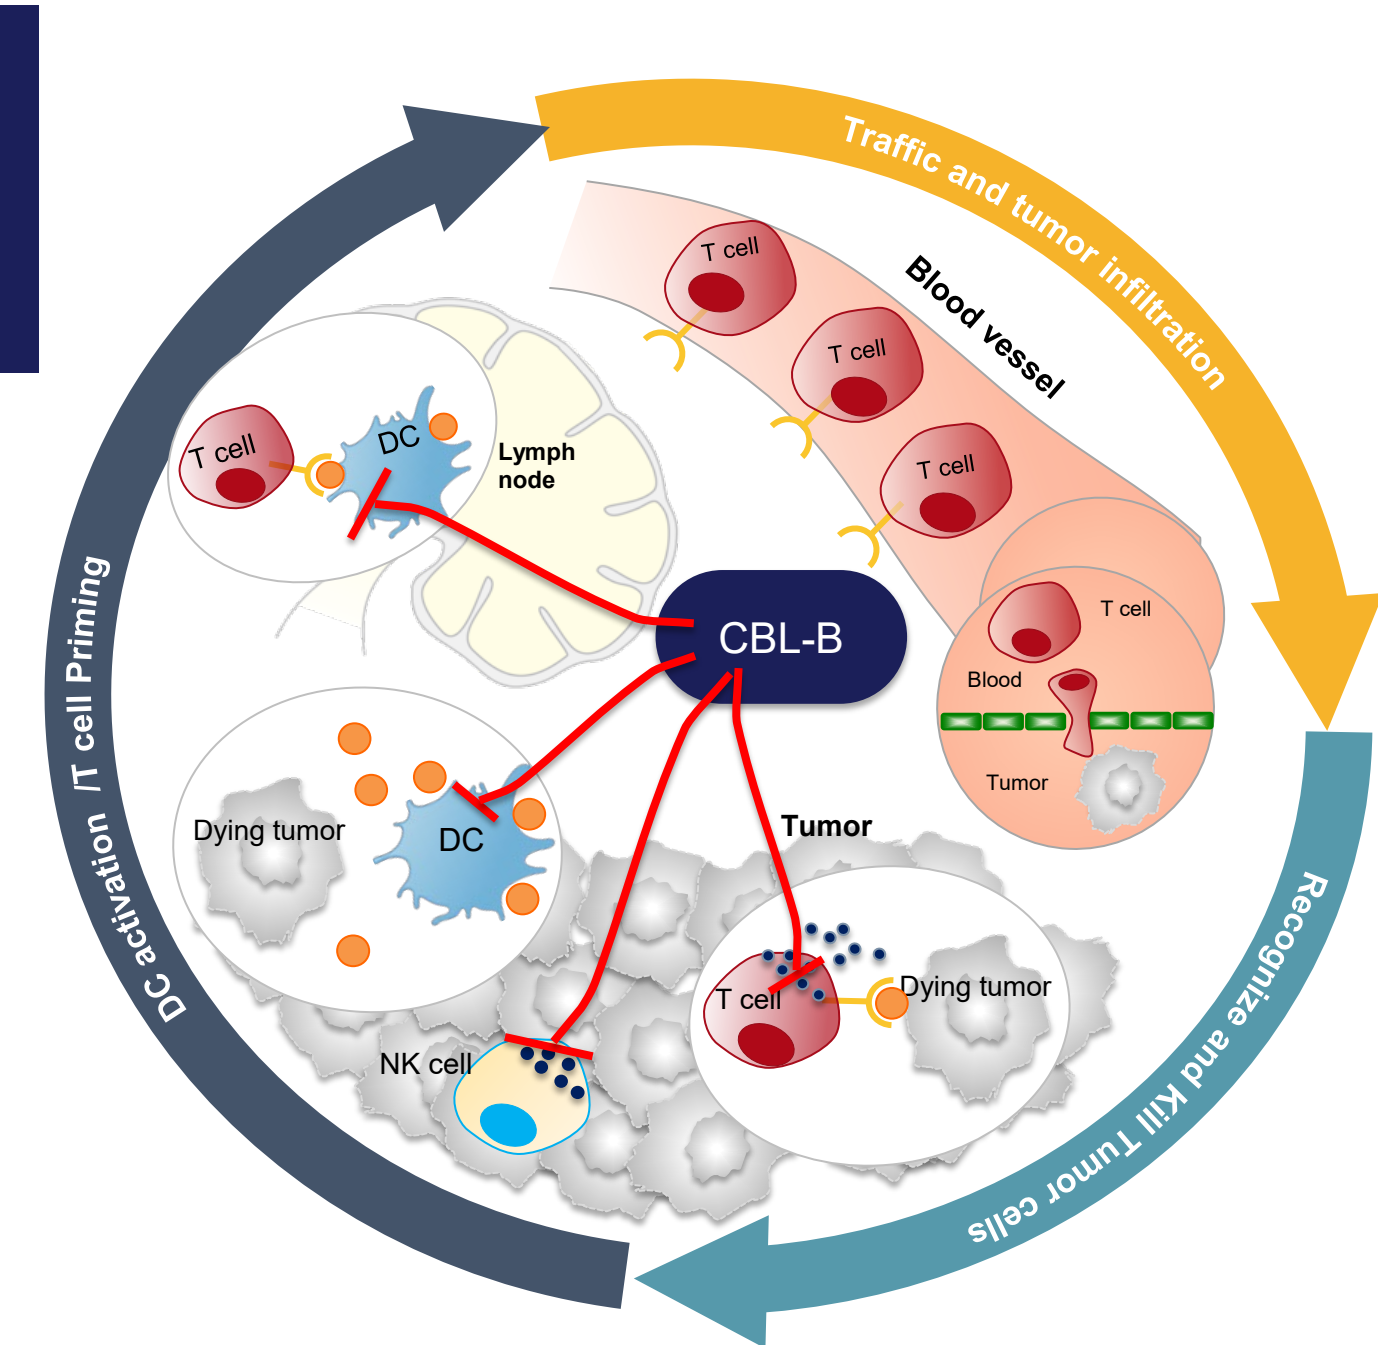 Traffic and tumor infiltration
T cell
Blood vessel
T cell
T cell
T cell
DC
Lymph
node
T cell
Blood
Tumor
CBL-B
DC activation /T cell Priming
Dying tumor
DC
Tumor
T cell
Dying tumor
NK cell
Recognize and Kill Tumor cells